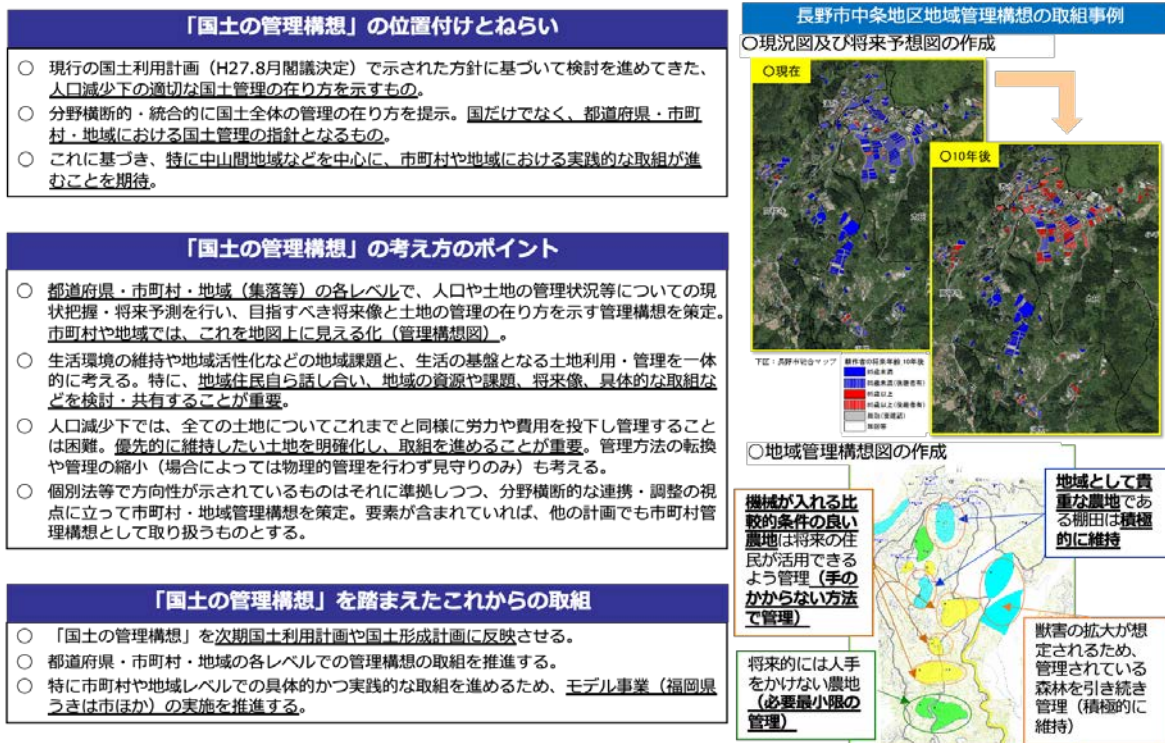 「国土の管理構想」の位置付けとねらい
○ 現行の国土利用計画（H27.8月閣議決定）で示された方針に基づいて検討を進めてきた、
人口減少下の適切な国土管理の在り方を示すもの。
○ 分野横断的・統合的に国土全体の管理の在り方を提示。国だけでなく、都道府県・市町
村・地域における国土管理の指針となるもの。
○ これに基づき、特に中山間地域などを中心に、市町村や地域における実践的な取組が進
むことを期待。
「国土の管理構想」の考え方のポイント
○ 都道府県・市町村・地域（集落等）の各レベルで、人口や土地の管理状況等についての現
状把握・将来予測を行い、目指すべき将来像と土地の管理の在り方を示す管理構想を策定。
市町村や地域では、これを地図上に見える化（管理構想図）。
○ 生活環境の維持や地域活性化などの地域課題と、生活の基盤となる土地利用・管理を一体
的に考える。特に、地域住民自ら話し合い、地域の資源や課題、将来像、具体的な取組な
どを検討・共有することが重要。
○ 人口減少下では、全ての土地についてこれまでと同様に労力や費用を投下し管理すること
は困難。優先的に維持したい土地を明確化し、取組を進めることが重要。管理方法の転換
や管理の縮小（場合によっては物理的管理を行わず見守りのみ）も考える。
○ 個別法等で方向性が示されているものはそれに準拠しつつ、分野横断的な連携・調整の視
点に立って市町村・地域管理構想を策定。要素が含まれていれば、他の計画でも市町村管
理構想として取り扱うものとする。
「国土の管理構想」を踏まえたこれからの取組
○ 「国土の管理構想」を次期国土利用計画や国土形成計画に反映させる。
○ 都道府県・市町村・地域の各レベルでの管理構想の取組を推進する。
○ 特に市町村や地域レベルでの具体的かつ実践的な取組を進めるため、モデル事業（福岡県
うきは市ほか）の実施を推進する。
長野市中条地区地域管理構想の取組事例
○現況図及び将来予想図の作成
○現在
○10年後
下図：長野市統合マップ
耕作者の将来年齢_10年後
65歳未満
65歳以上
○地域管理構想図の作成
機械が入れる比
較的条件の良い
農地は将来の住
民が活用できる
よう管理（手の
かからない方法
で管理）
地域として貴
重な農地であ
る棚田は積極
的に維持
将来的には人手
をかけない農地
（必要最小限の
管理）
獣害の拡大が想
定されるため、
管理されている
森林を引き続き
管理（積極的に
維持）